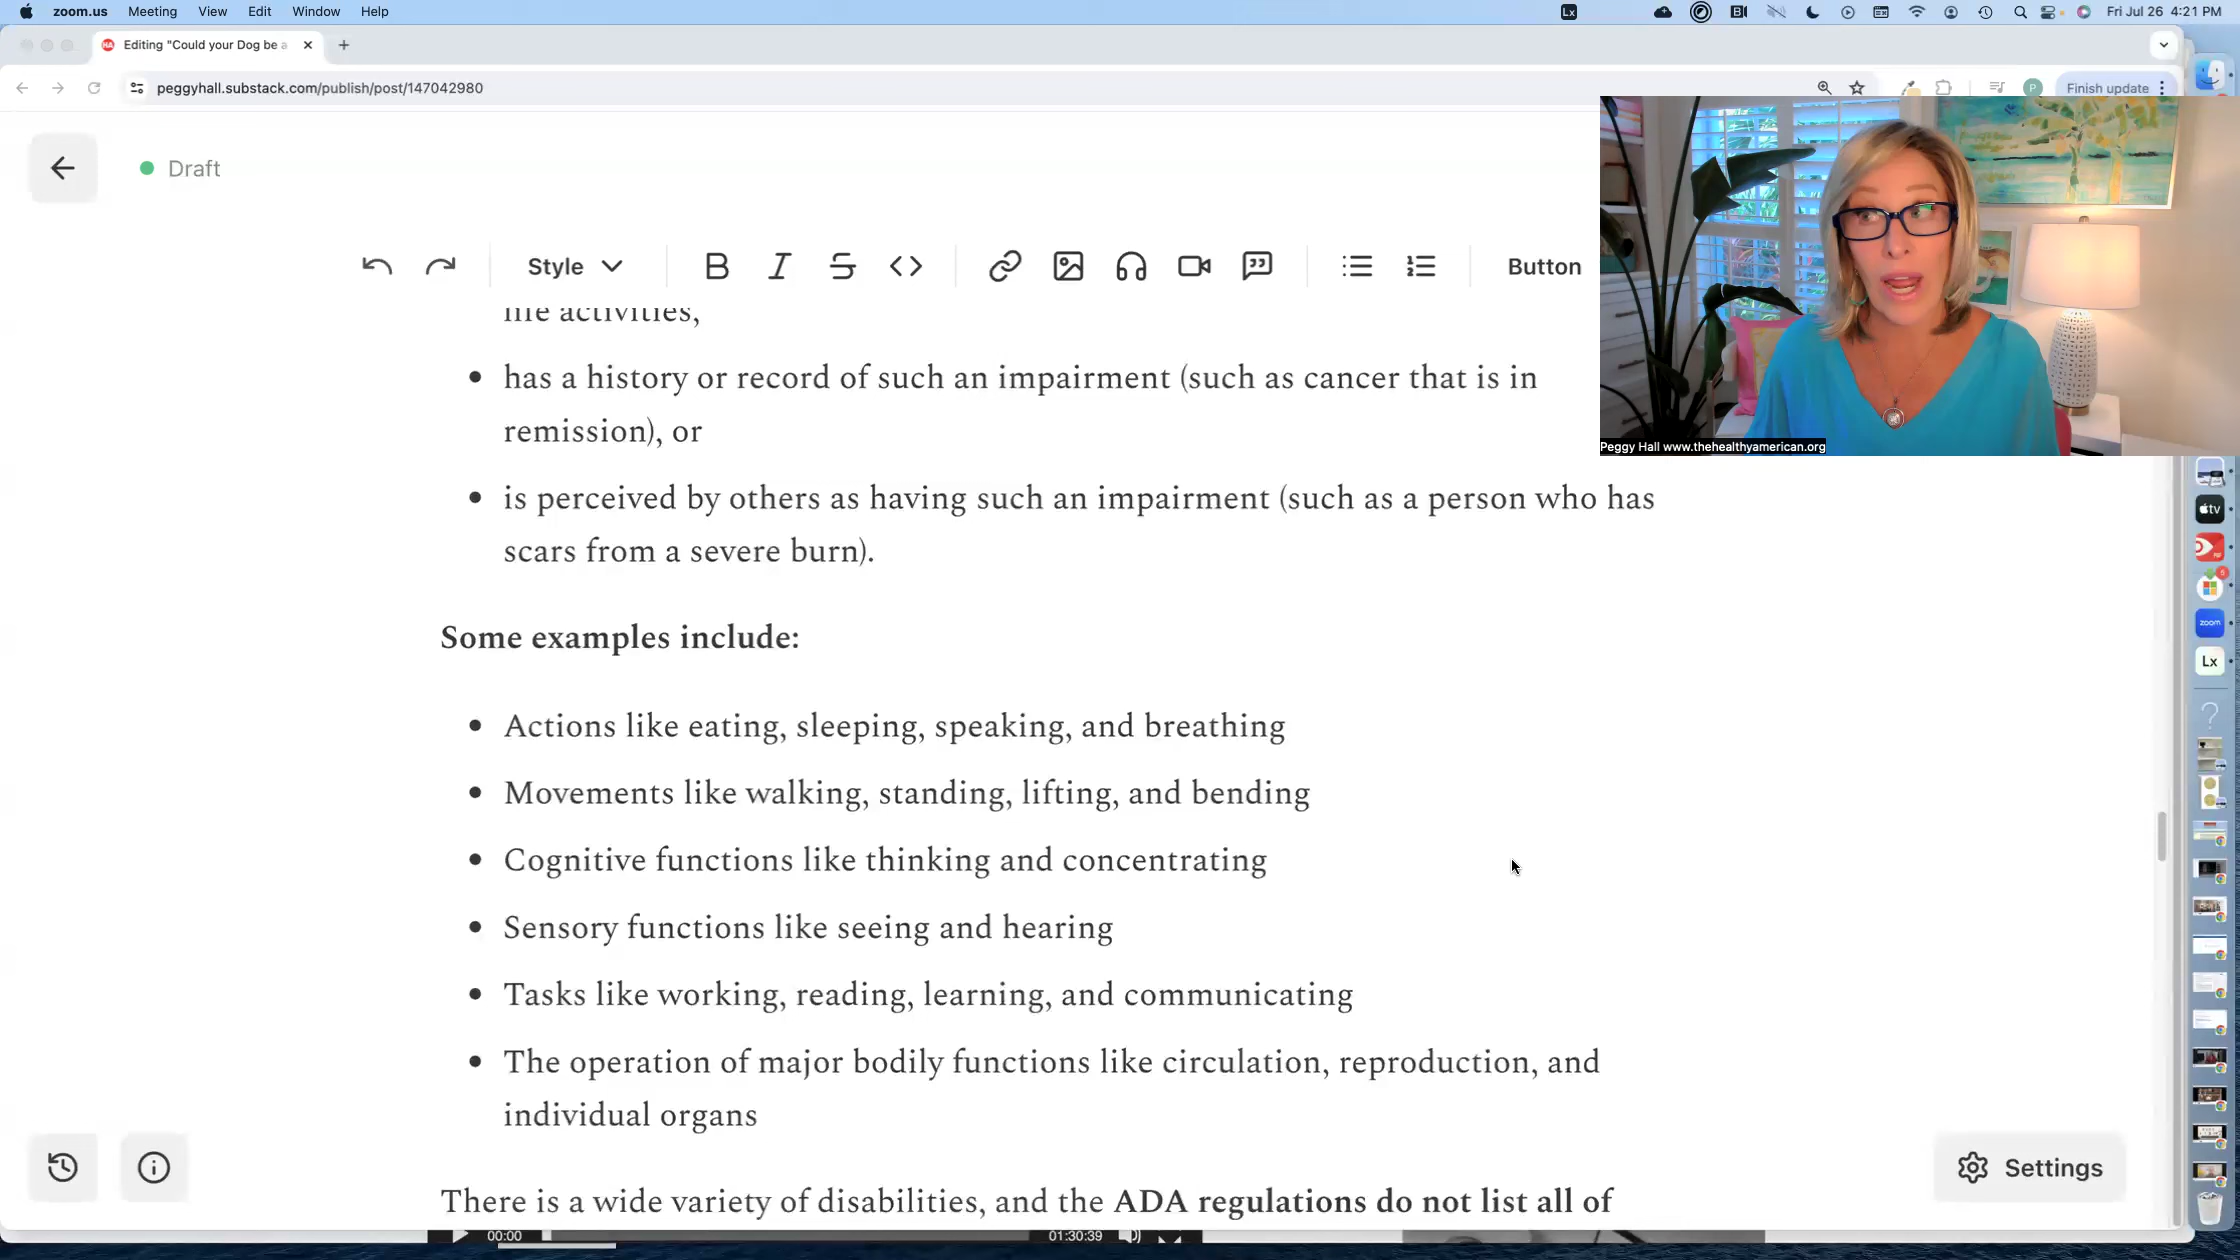 zoom.us Meeting View Edit Window Help
Lx
Fri Jul 26 4:21 PM
Editing "Could your Dog be a
peggyhall.substack.com/publish/post/147042980
P
Finish update
Draft
Style
Button
life activities,
• has a history or record of such an impairment (such as cancer that is in
remission), or
• is perceived by others as having such an impairment (such as a person who has
scars from a severe burn).
Some examples include:
• Actions like eating, sleeping, speaking, and breathing
• Movements like walking, standing, lifting, and bending
• Cognitive functions like thinking and concentrating
• Sensory functions like seeing and hearing
• Tasks like working, reading, learning, and communicating
• The operation of major bodily functions like circulation, reproduction, and
individual organs
There is a wide variety of disabilities, and the ADA regulations do not list all of
Settings
00:00
01:30:39
Peggy Hall www.thehealthyamerican.org
tv
zoom
Lx